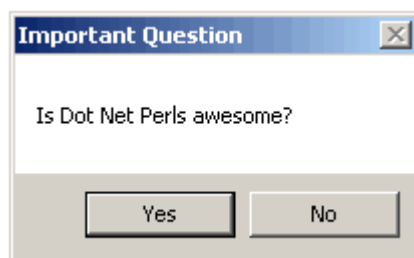 Important Question
Is Dot Net Perls awesome?
Yes
No